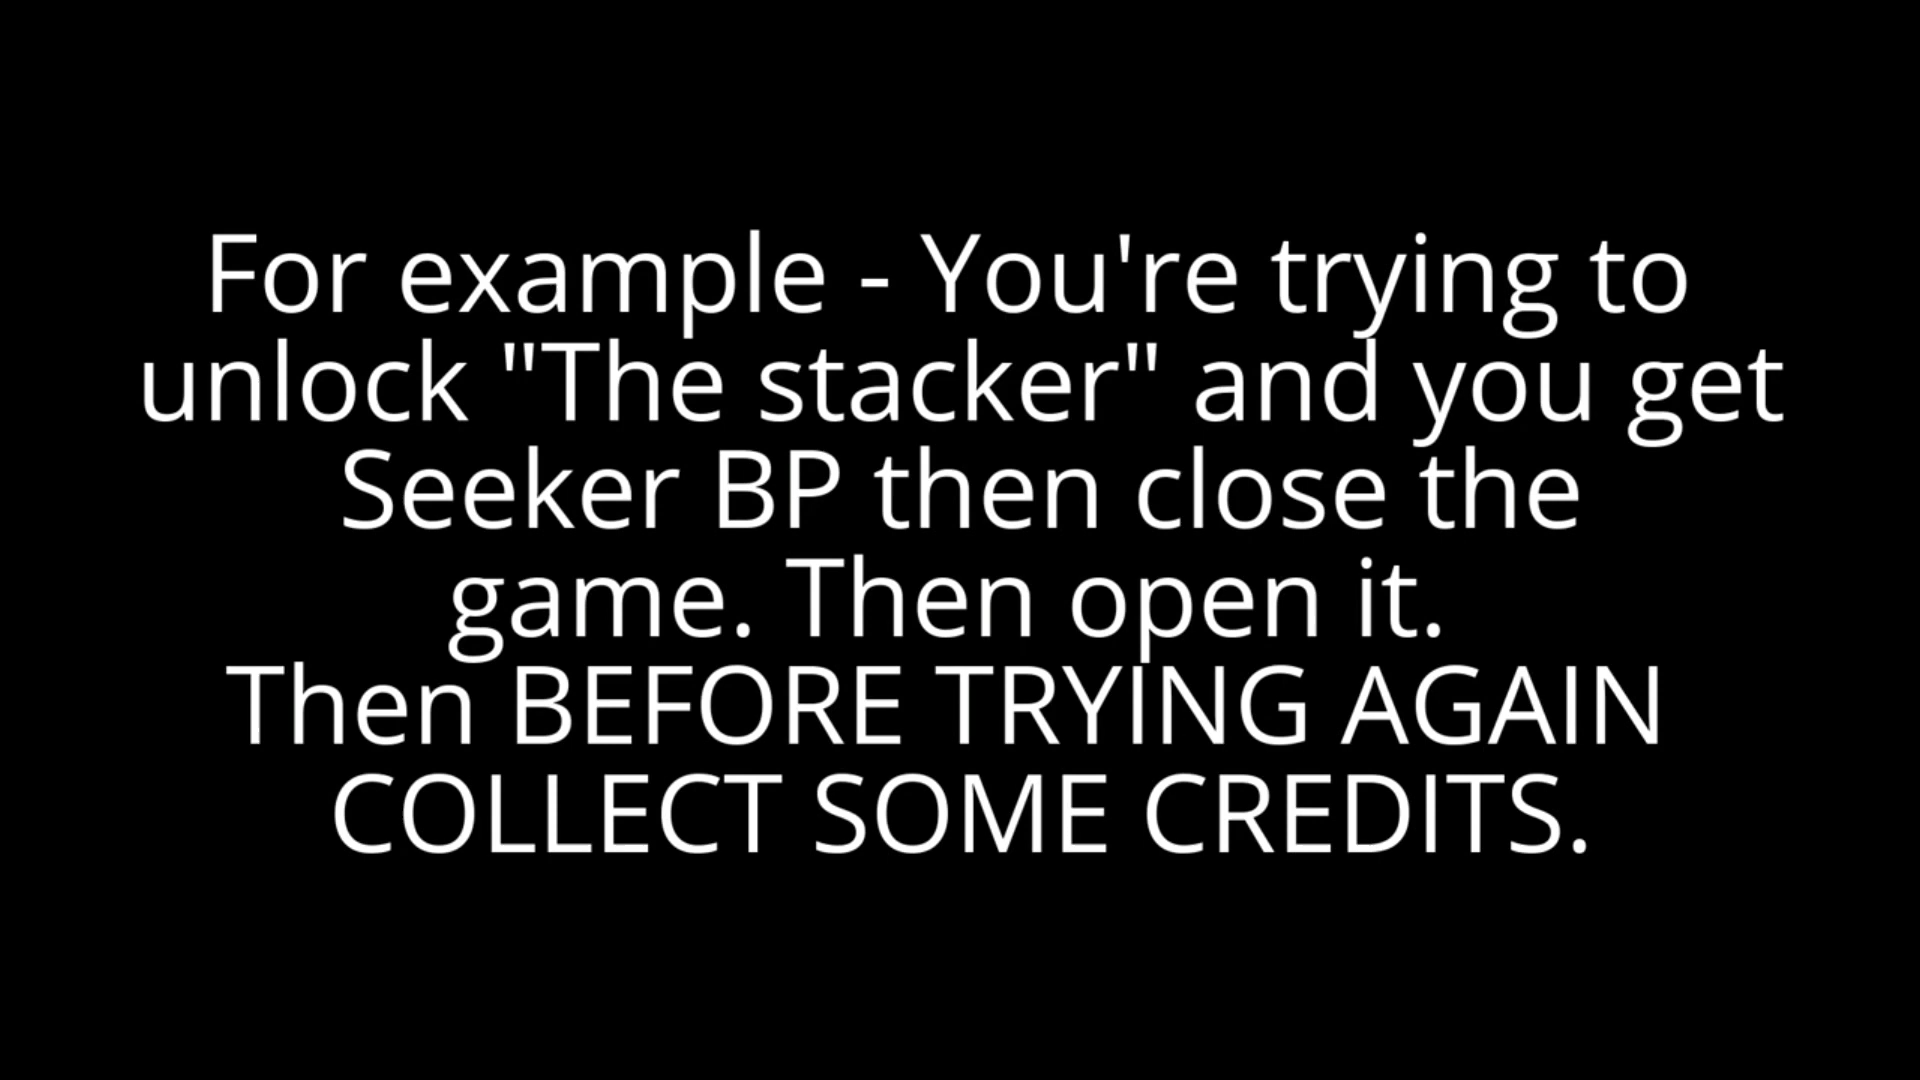 For example - You're trying to
unlock "The stacker" and you get
Seeker BP then close the
game. Then open it.
Then BEFORE TRYING AGAIN
COLLECT SOME CREDITS.